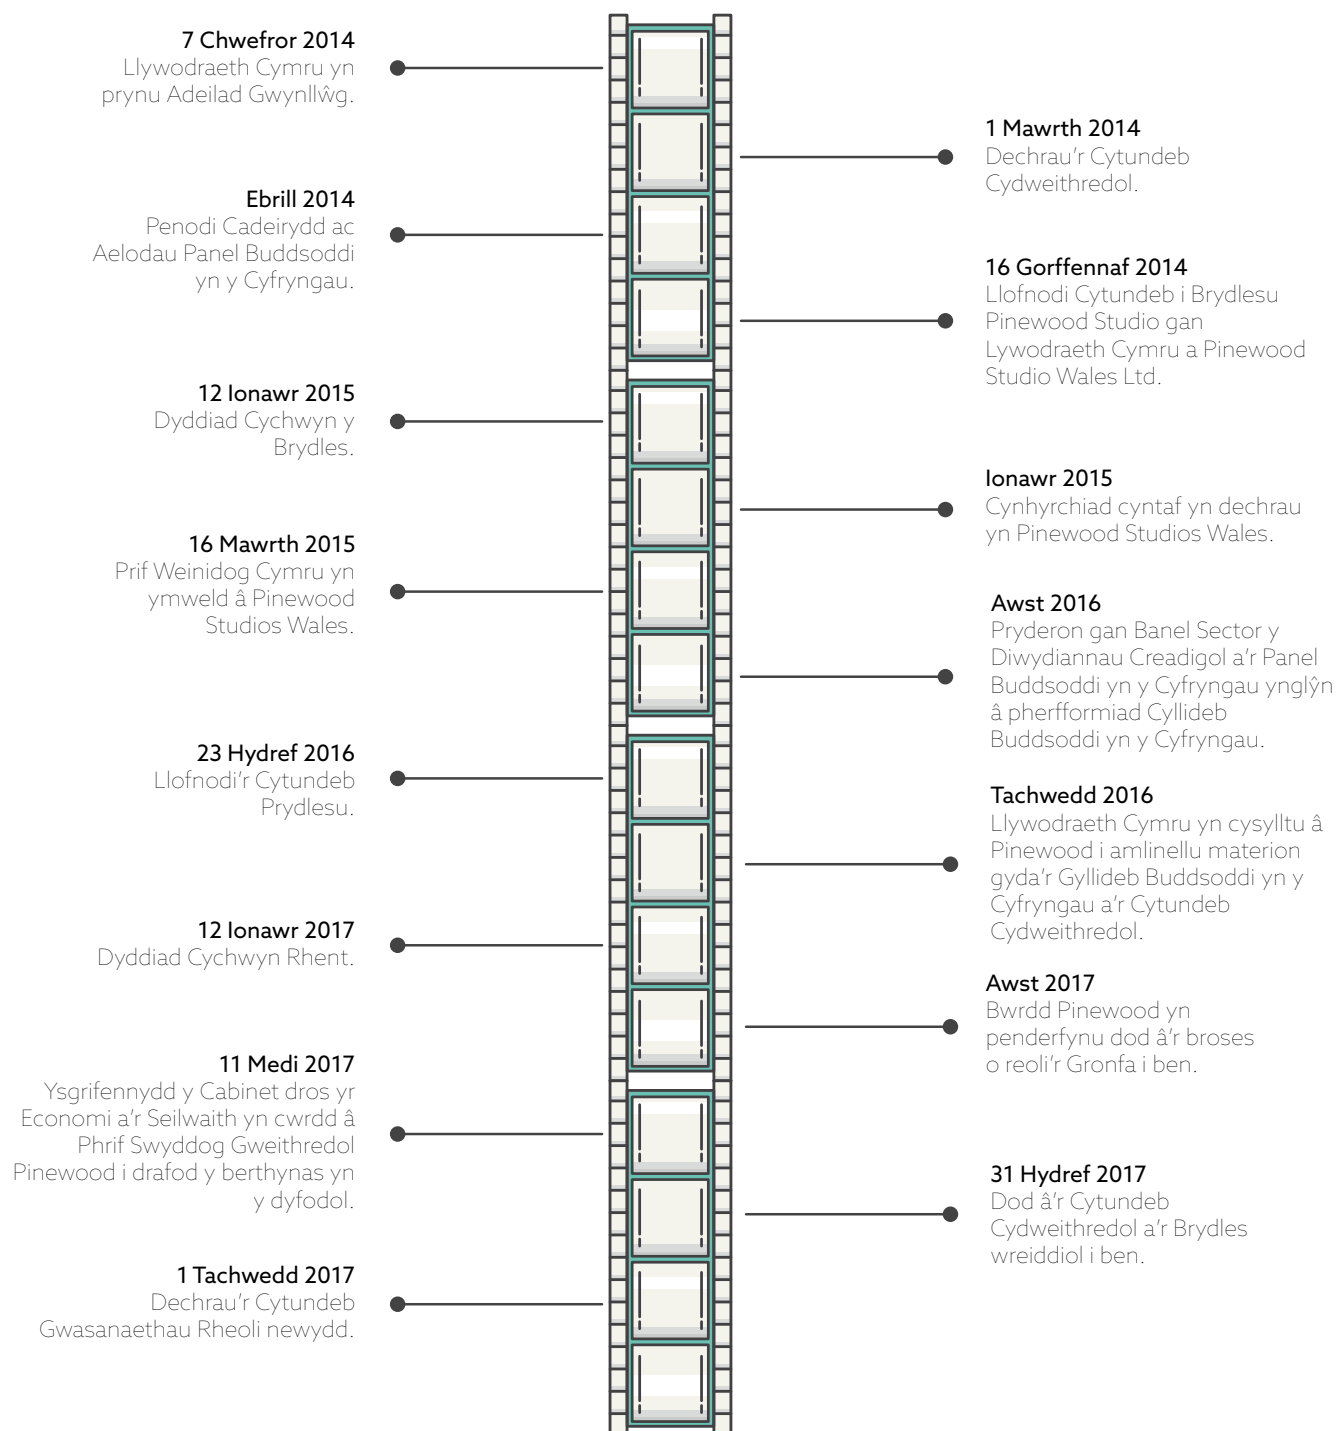 7 Chwefror 2014
Llywodraeth Cymru yn
prynu Adeilad Gwynllŵg.
1 Mawrth 2014
Dechrau'r Cytundeb
Cydweithredol.
Ebrill 2014
Penodi Cadeirydd ac
Aelodau Panel Buddsoddi
yn y Cyfryngau.
16 Gorffennaf 2014
Llofnodi Cytundeb i Brydlesu
Pinewood Studio gan
Lywodraeth Cymru a Pinewood
Studio Wales Ltd.
12 Ionawr 2015
Dyddiad Cychwyn y
Brydles.
Ionawr 2015
Cynhyrchiad cyntaf yn dechrau
yn Pinewood Studios Wales.
16 Mawrth 2015
Prif Weinidog Cymru yn
ymweld â Pinewood
Studios Wales.
Awst 2016
Pryderon gan Banel Sector y
Diwydiannau Creadigol a'r Panel
Buddsoddi yn y Cyfryngau ynglŷn
â pherfformiad Cyllideb
Buddsoddi yn y Cyfryngau.
23 Hydref 2016
Llofnodi'r Cytundeb
Prydlesu.
Tachwedd 2016
Llywodraeth Cymru yn cysylltu â
Pinewood i amlinellu materion
gyda'r Gyllideb Buddsoddi yn y
Cyfryngau a'r Cytundeb
Cydweithredol.
12 Ionawr 2017
Dyddiad Cychwyn Rhent.
Awst 2017
Bwrdd Pinewood yn
penderfynu dod â'r broses
o reoli'r Gronfa i ben.
11 Medi 2017
Ysgrifennydd y Cabinet dros yr
Economi a'r Seilwaith yn cwrdd â
Phrif Swyddog Gweithredol
Pinewood i drafod y berthynas yn
y dyfodol.
31 Hydref 2017
Dod â'r Cytundeb
Cydweithredol a'r Brydles
wreiddiol i ben.
1 Tachwedd 2017
Dechrau'r Cytundeb
Gwasanaethau Rheoli newydd.